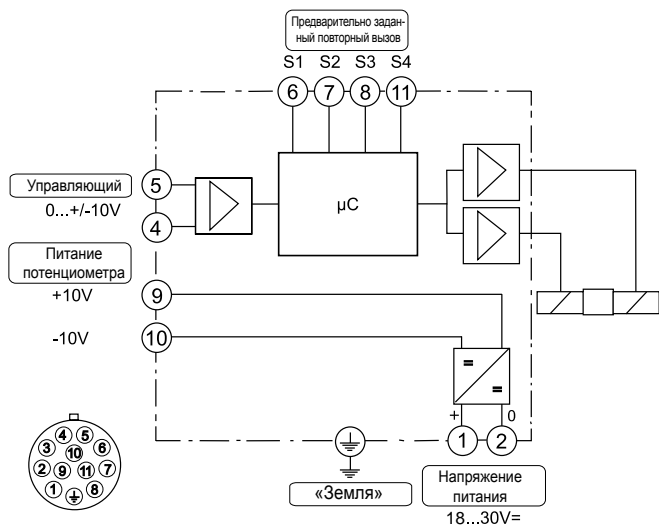 Предварительно задан-
ный повторный вызов
S1 S2 S3 S4
6 7 8 11
Управляющий
0...+/-10V
5
4
µC
Питание
потенциометра
+10V
9
-10V
10
=
=
+ 0
1 2
«Земля»
Напряжение
питания
18...30V=
4 5
3 10 6
2 9 11 7
1 8